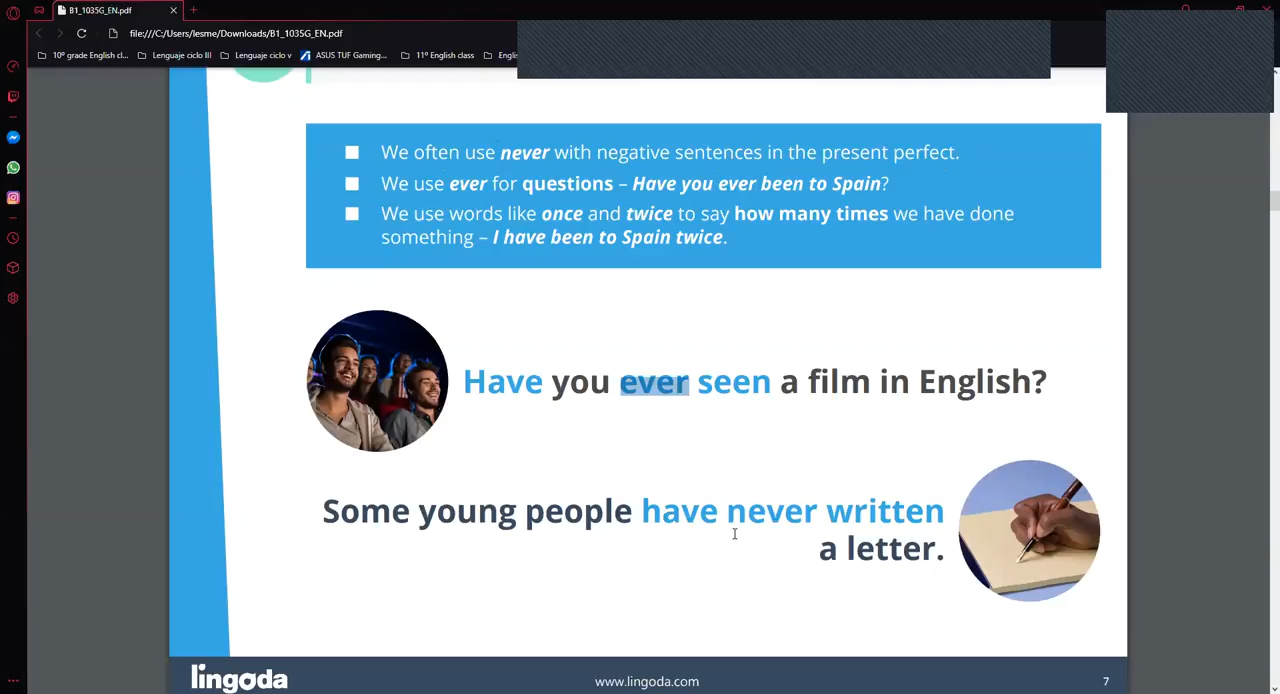 B1_1035G_EN.pdf
file:///C:/Users/lesme/Downloads/B1_1035G_EN.pdf
10º grade English cl... Lenguaje ciclo III Lenguaje ciclo v ASUS TUF Gaming... 11º English class Englis
We often use never with negative sentences in the present perfect.
We use ever for questions – Have you ever been to Spain?
We use words like once and twice to say how many times we have done
something – I have been to Spain twice.
Have you ever seen a film in English?
Some young people have never written
a letter.
lingoda www.lingoda.com 7